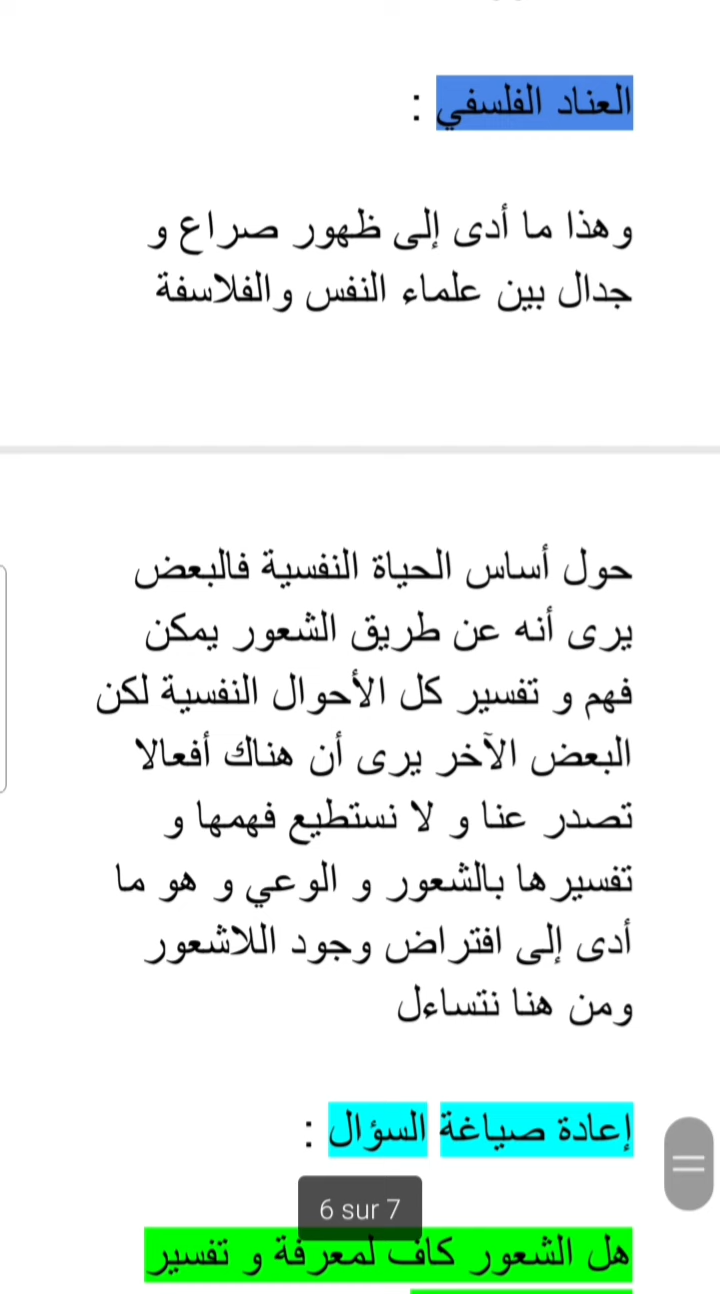 العناد الفلسفي :
وهذا ما أدى إلى ظهور صراع و
جدال بين علماء النفس والفلاسفة
حول أساس الحياة النفسية فالبعض
يرى أنه عن طريق الشعور يمكن
فهم و تفسير كل الأحوال النفسية لكن
البعض الآخر يرى أن هناك أفعالا
تصدر عنا و لا نستطيع فهمها و
تفسيرها بالشعور و الوعي و هو ما
أدى إلى افتراض وجود اللاشعور
ومن هنا نتساءل
إعادة صياغة السؤال :
6 sur 7
هل الشعور كاف لمعرفة و تفسير